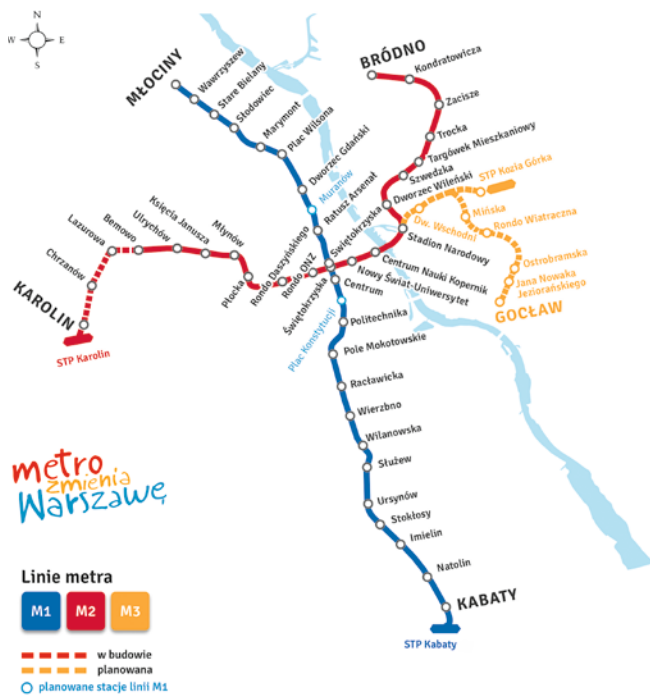 N
W
E
S
MŁOCINY
Wawrzyszew
Stare Bielany
Słodowiec
Marymont
Plac Wilsona
Dworzec Gdański
Muranów
Ratusz Arsenał
Świętokrzyska
BRÓDNO
Kondratowicza
Zacisze
Trocka
Targówek Mieszkaniowy
Szwedzka
Dworzec Wileński
STP Kozia Górka
Dw. Wschodni
Mińska
Rondo Wiatraczna
Stadion Narodowy
Ostrobramska
Jana Nowaka
Jeziorańskiego
GOCŁAW
Centrum Nauki Kopernik
Nowy Świat-Uniwersytet
Lazurowa
Bemowo
Ulrychów
Księcia Janusza
Młynów
Chrzanów
KAROLIN
STP Karolin
Płocka
Rondo Daszyńskiego
Rondo ONZ
Świętokrzyska
Centrum
Plac Konstytucji
Politechnika
Pole Mokotowskie
Racławicka
Wierzbno
Wilanowska
Służew
Ursynów
Stokłosy
Imielin
Natolin
KABATY
STP Kabaty
metro
zmienia
Warszawę
Linie metra
M1
M2
M3
w budowie
planowana
planowane stacje linii M1